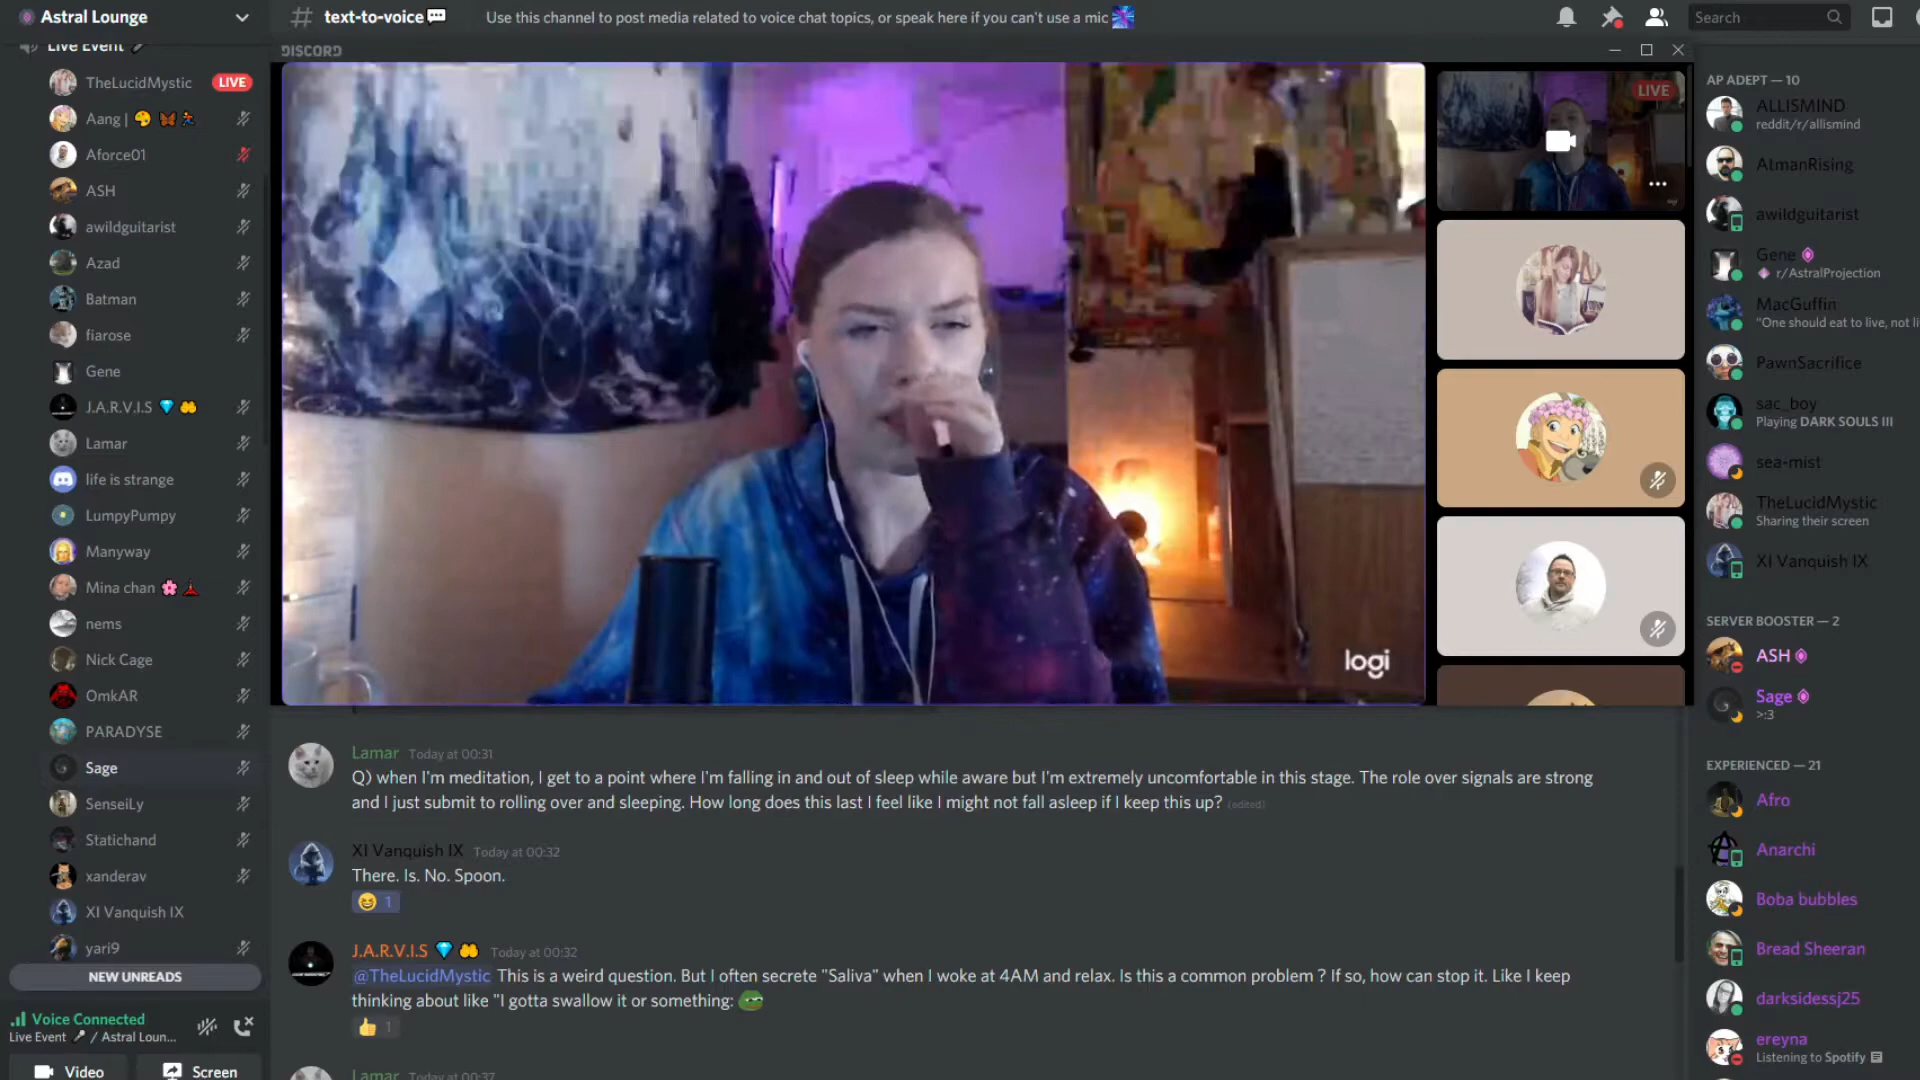 Astral Lounge
text-to-voice
Use this channel to post media related to voice chat topics, or speak here if you can't use a mic
Search
Live Event
TheLucidMystic LIVE
Aang |
Aforce01
ASH
awildguitarist
Azad
Batman
fiarose
Gene
J.A.R.V.I.S
Lamar
life is strange
LumpyPumpy
Manyway
Mina chan
nems
Nick Cage
OmkAR
PARADYSE
Sage
SenseiLy
Statichand
xanderav
XI Vanquish IX
yari9
NEW UNREADS
Voice Connected
Live Event / Astral Loun...
Video
Screen
DISCORD
LIVE
logi
Lamar Today at 00:31
Q) when I'm meditation, I get to a point where I'm falling in and out of sleep while aware but I'm extremely uncomfortable in this stage. The role over signals are strong
and I just submit to rolling over and sleeping. How long does this last I feel like I might not fall asleep if I keep this up? (edited)
XI Vanquish IX Today at 00:32
There. Is. No. Spoon.
1
J.A.R.V.I.S Today at 00:32
@TheLucidMystic This is a weird question. But I often secrete "Saliva" when I woke at 4AM and relax. Is this a common problem ? If so, how can stop it. Like I keep
thinking about like "I gotta swallow it or something:
1
Lamar Today at 00:37
AP ADEPT — 10
ALLISMIND
reddit/r/allismind
AtmanRising
awildguitarist
Gene
r/AstralProjection
MacGuffin
"One should eat to live, not li
PawnSacrifice
sac_boy
Playing DARK SOULS III
sea-mist
TheLucidMystic
Sharing their screen
XI Vanquish IX
SERVER BOOSTER — 2
ASH
Sage
>:3
EXPERIENCED — 21
Afro
Anarchi
Boba bubbles
Bread Sheeran
darksidessj25
ereyna
Listening to Spotify